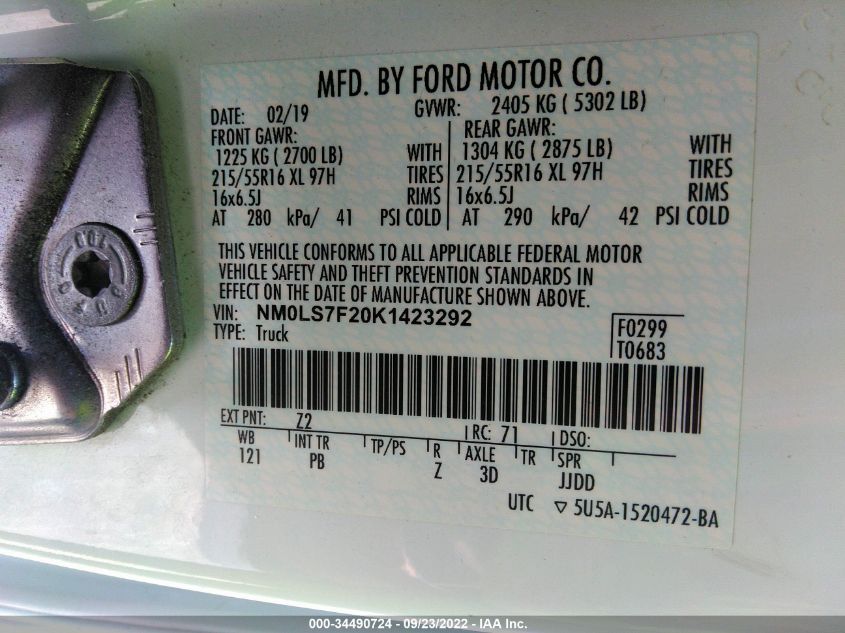 MFD. BY FORD MOTOR CO.
DATE: 02/19 GVWR: 2405 KG ( 5302 LB)
FRONT GAWR: REAR GAWR:
1225 KG ( 2700 LB) WITH 1304 KG ( 2875 LB) WITH
215/55R16 XL 97H TIRES 215/55R16 XL 97H TIRES
16x6.5J RIMS 16x6.5J RIMS
AT 280 kPa/ 41 PSI COLD AT 290 kPa/ 42 PSI COLD
THIS VEHICLE CONFORMS TO ALL APPLICABLE FEDERAL MOTOR
VEHICLE SAFETY AND THEFT PREVENTION STANDARDS IN
EFFECT ON THE DATE OF MANUFACTURE SHOWN ABOVE.
VIN: NM0LS7F20K1423292
TYPE: Truck
F0299
T0683
EXT PNT: Z2 RC: 71 DSO:
WB INT TR TP/PS R AXLE TR SPR
121 PB Z 3D JJDD
UTC ▽ 5U5A-1520472-BA
000-34490724 - 09/23/2022 - IAA Inc.